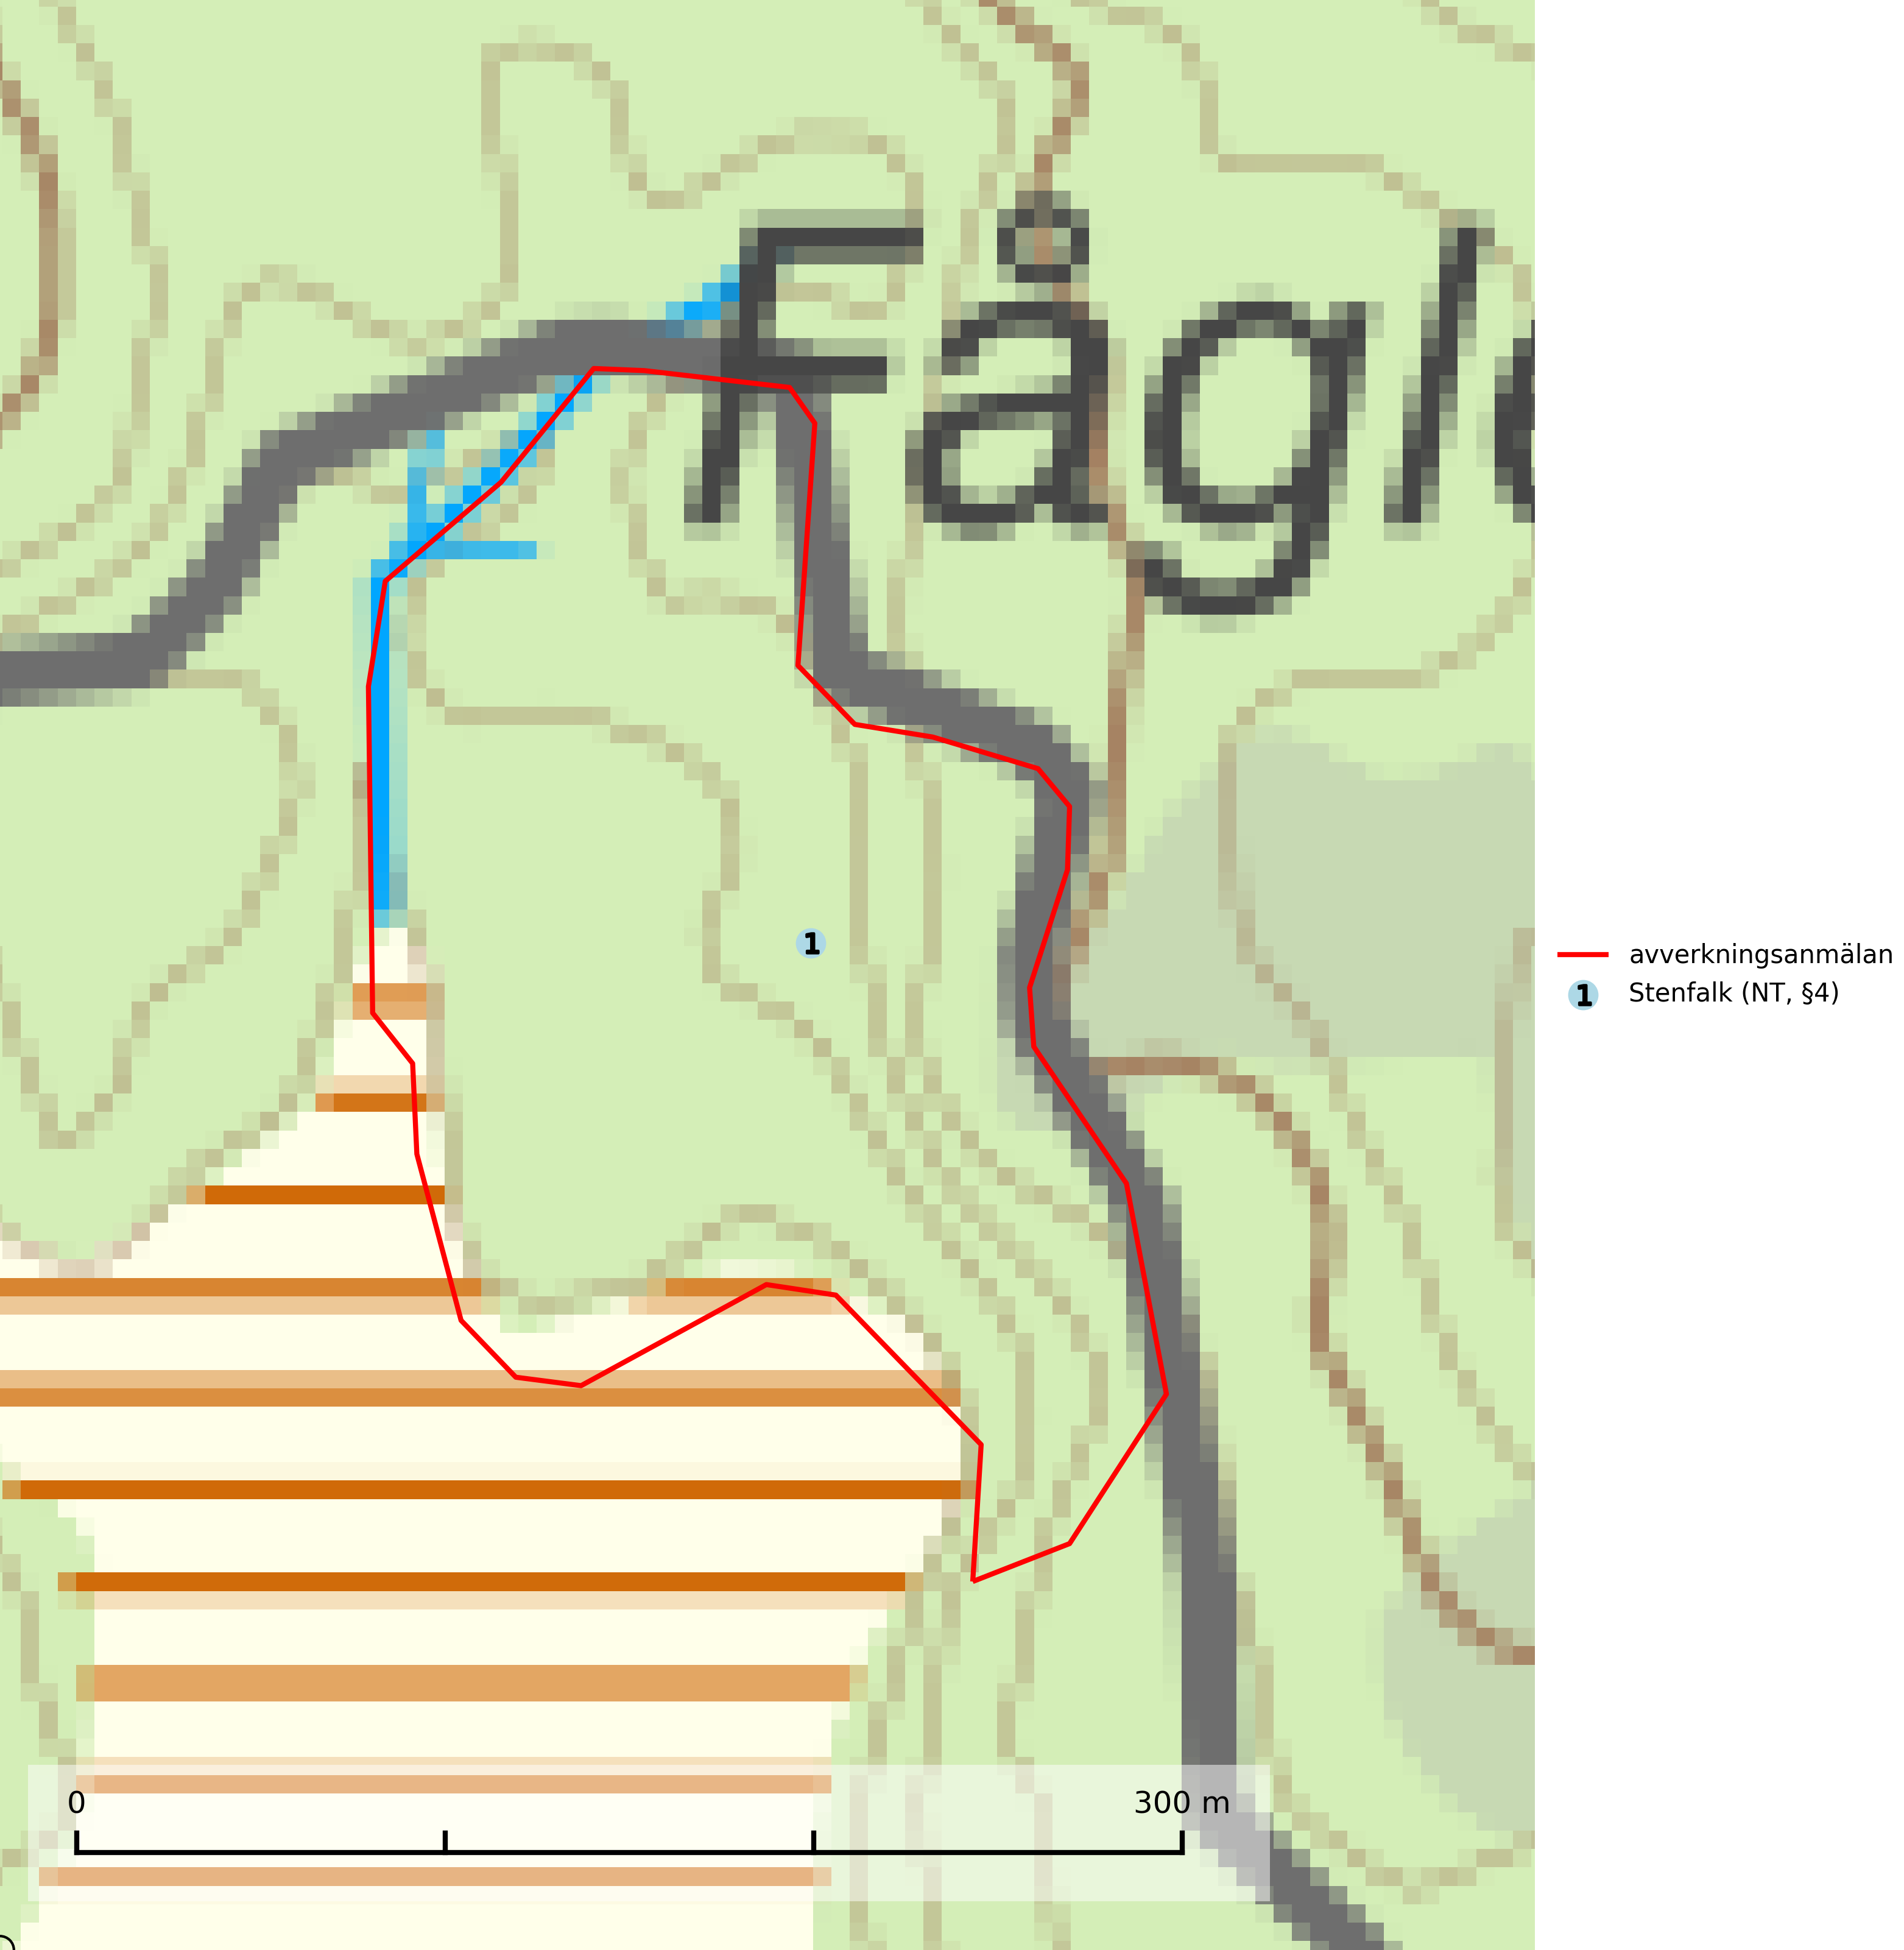 Fågl
1
avverkningsanmälan
1 Stenfalk (NT, §4)
0 300 m